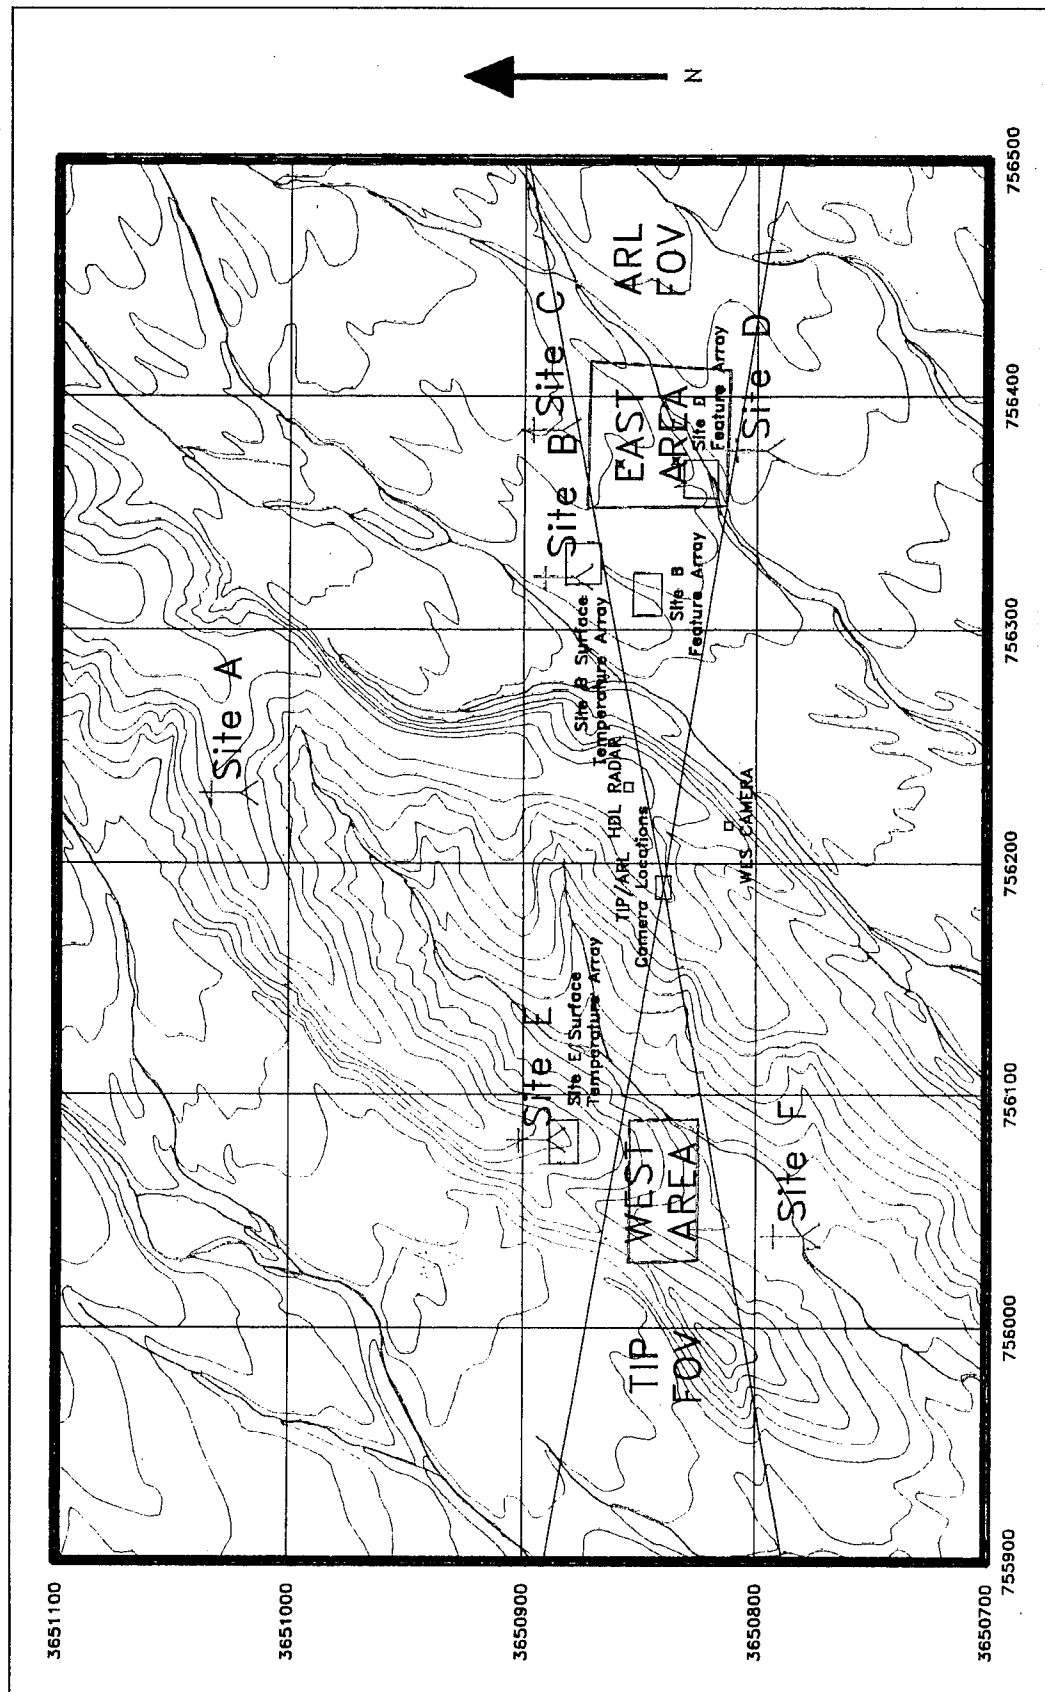 N
3651100
3651000
3650900
3650800
3650700
755900
756000
756100
756200
756300
756400
756500
Site A
Site B
Site C
Site D
Site E
Site F
EAST
AREA
WEST
AREA
ARL
FOV
TIP
FOV
Site B Surface
Temperature Array
Site E Surface
Temperature Array
Site B
Feature Array
Feature Array
HDL RADAR
TIP/ARL
Camera Locations
WES CAMERA